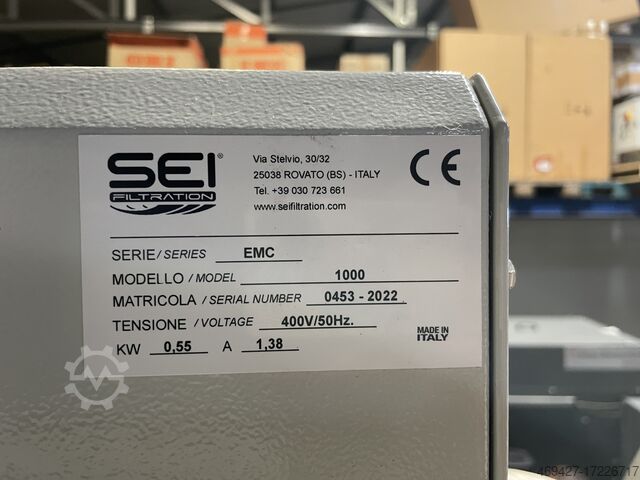 SEI®
FILTRATION
Via Stelvio, 30/32
25038 ROVATO (BS) - ITALY
Tel. +39 030 723 661
www.seifiltration.com
CE
SERIE/SERIES EMC
MODELLO/MODEL 1000
MATRICOLA /SERIAL NUMBER 0453 - 2022
TENSIONE /VOLTAGE 400V/50Hz.
KW 0,55 A 1,38
MADE IN
ITALY
469427-17226717